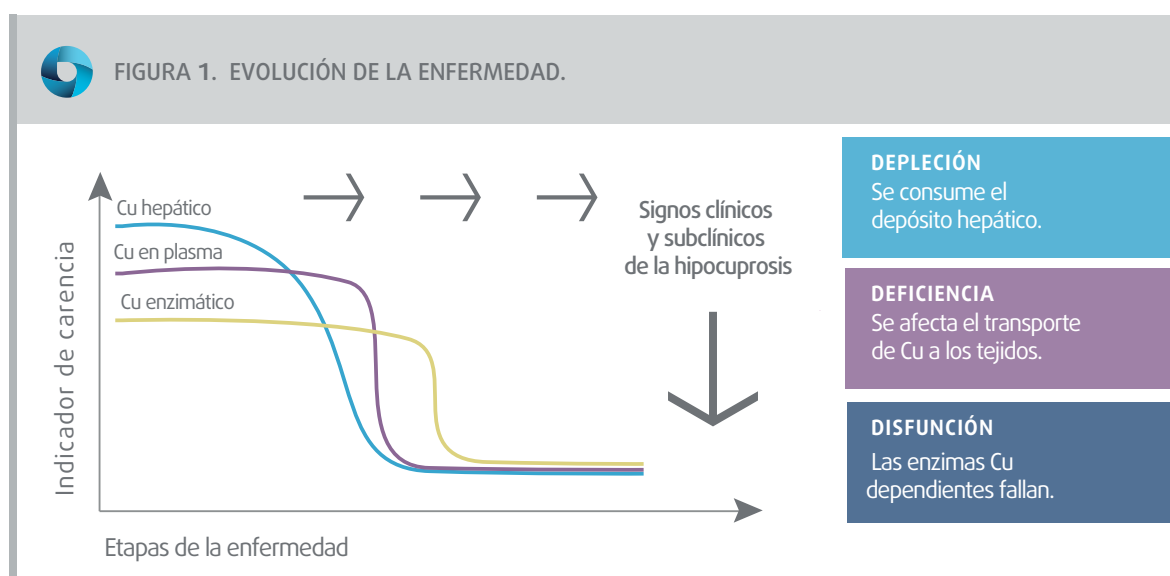 FIGURA 1. EVOLUCIÓN DE LA ENFERMEDAD.
Indicador de carencia
Cu hepático
Cu en plasma
Cu enzimático
Etapas de la enfermedad
Signos clínicos
y subclínicos
de la hipocuprosis
DEPLECIÓN
Se consume el
depósito hepático.
DEFICIENCIA
Se afecta el transporte
de Cu a los tejidos.
DISFUNCIÓN
Las enzimas Cu
dependientes fallan.